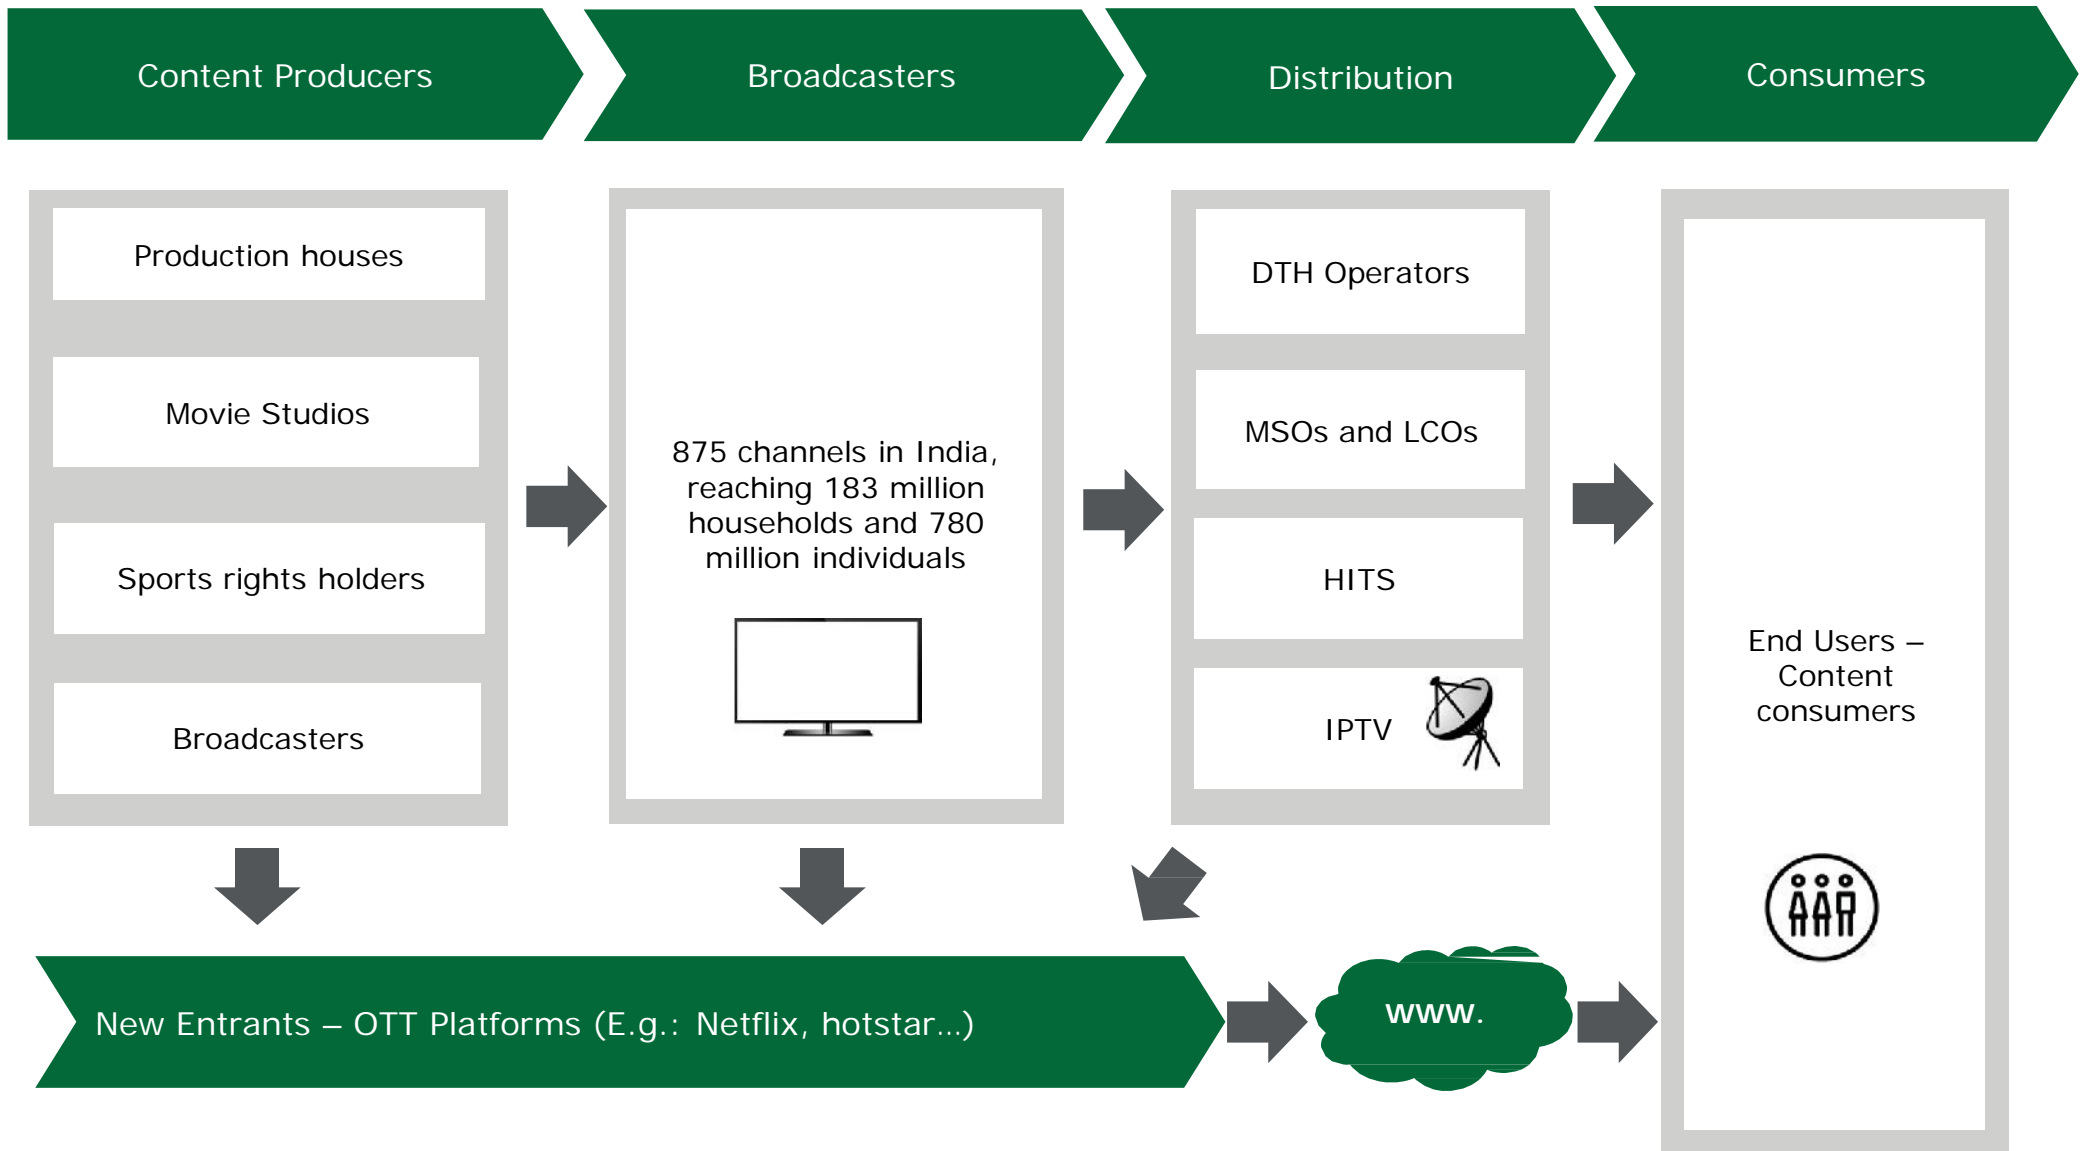 Content Producers
Broadcasters
Distribution
Consumers
Production houses
Movie Studios
Sports rights holders
Broadcasters
875 channels in India,
reaching 183 million
households and 780
million individuals
DTH Operators
MSOs and LCOs
HITS
IPTV
End Users –
Content
consumers
New Entrants – OTT Platforms (E.g.: Netflix, hotstar…)
www.